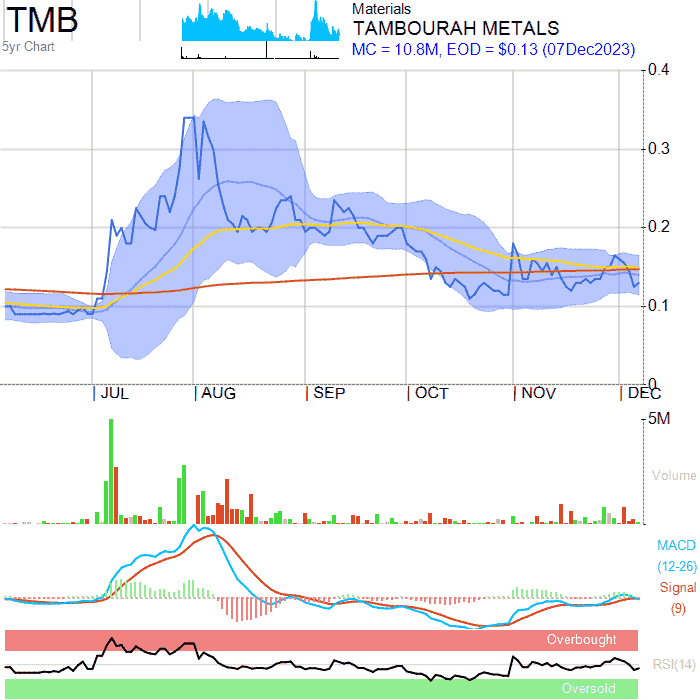 TMB
5yr Chart
Materials
TAMBOURAH METALS
MC = 10.8M, EOD = $0.13 (07Dec2023)
0.4
0.3
0.2
0.1
0
JUL AUG SEP OCT NOV DEC
5M
Volume
MACD
(12-26)
Signal
(9)
Overbought
RSI(14)
Oversold